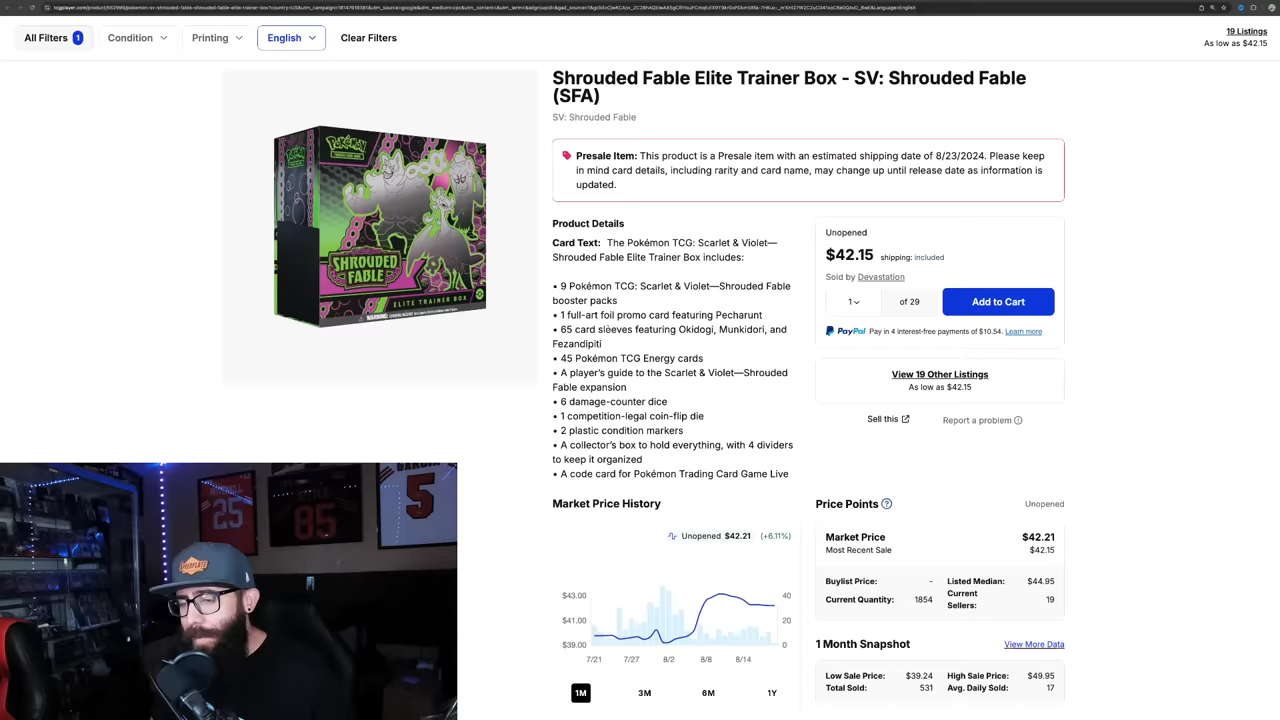 All Filters 1
Condition
Printing
English
Clear Filters
19 Listings
As low as $42.15
Shrouded Fable Elite Trainer Box - SV: Shrouded Fable
(SFA)
SV: Shrouded Fable
Presale Item: This product is a Presale item with an estimated shipping date of 8/23/2024. Please keep
in mind card details, including rarity and card name, may change up until release date as information is
updated.
Product Details
Card Text: The Pokémon TCG: Scarlet & Violet—
Shrouded Fable Elite Trainer Box includes:
• 9 Pokémon TCG: Scarlet & Violet—Shrouded Fable
booster packs
• 1 full-art foil promo card featuring Pecharunt
• 65 card sleeves featuring Okidogi, Munkidori, and
Fezandipiti
• 45 Pokémon TCG Energy cards
• A player's guide to the Scarlet & Violet—Shrouded
Fable expansion
• 6 damage-counter dice
• 1 competition-legal coin-flip die
• 2 plastic condition markers
• A collector's box to hold everything, with 4 dividers
to keep it organized
• A code card for Pokémon Trading Card Game Live
Unopened
$42.15 shipping: included
Sold by Devastation
1 of 29
Add to Cart
PayPal Pay in 4 interest-free payments of $10.54. Learn more
View 19 Other Listings
As low as $42.15
Sell this
Report a problem
Market Price History
Unopened $42.21 (+6.11%)
$43.00
$41.00
$39.00
40
20
0
7/21 7/27 8/2 8/8 8/14
1M 3M 6M 1Y
Price Points ?
Unopened
Market Price $42.21
Most Recent Sale $42.15
Buylist Price: -
Listed Median: $44.95
Current Quantity: 1854
Current
Sellers: 19
1 Month Snapshot
View More Data
Low Sale Price: $39.24
High Sale Price: $49.95
Total Sold: 531
Avg. Daily Sold: 17
Pokémon
SHROUDED
FABLE
ELITE TRAINER BOX
25
85
GARCIA
5